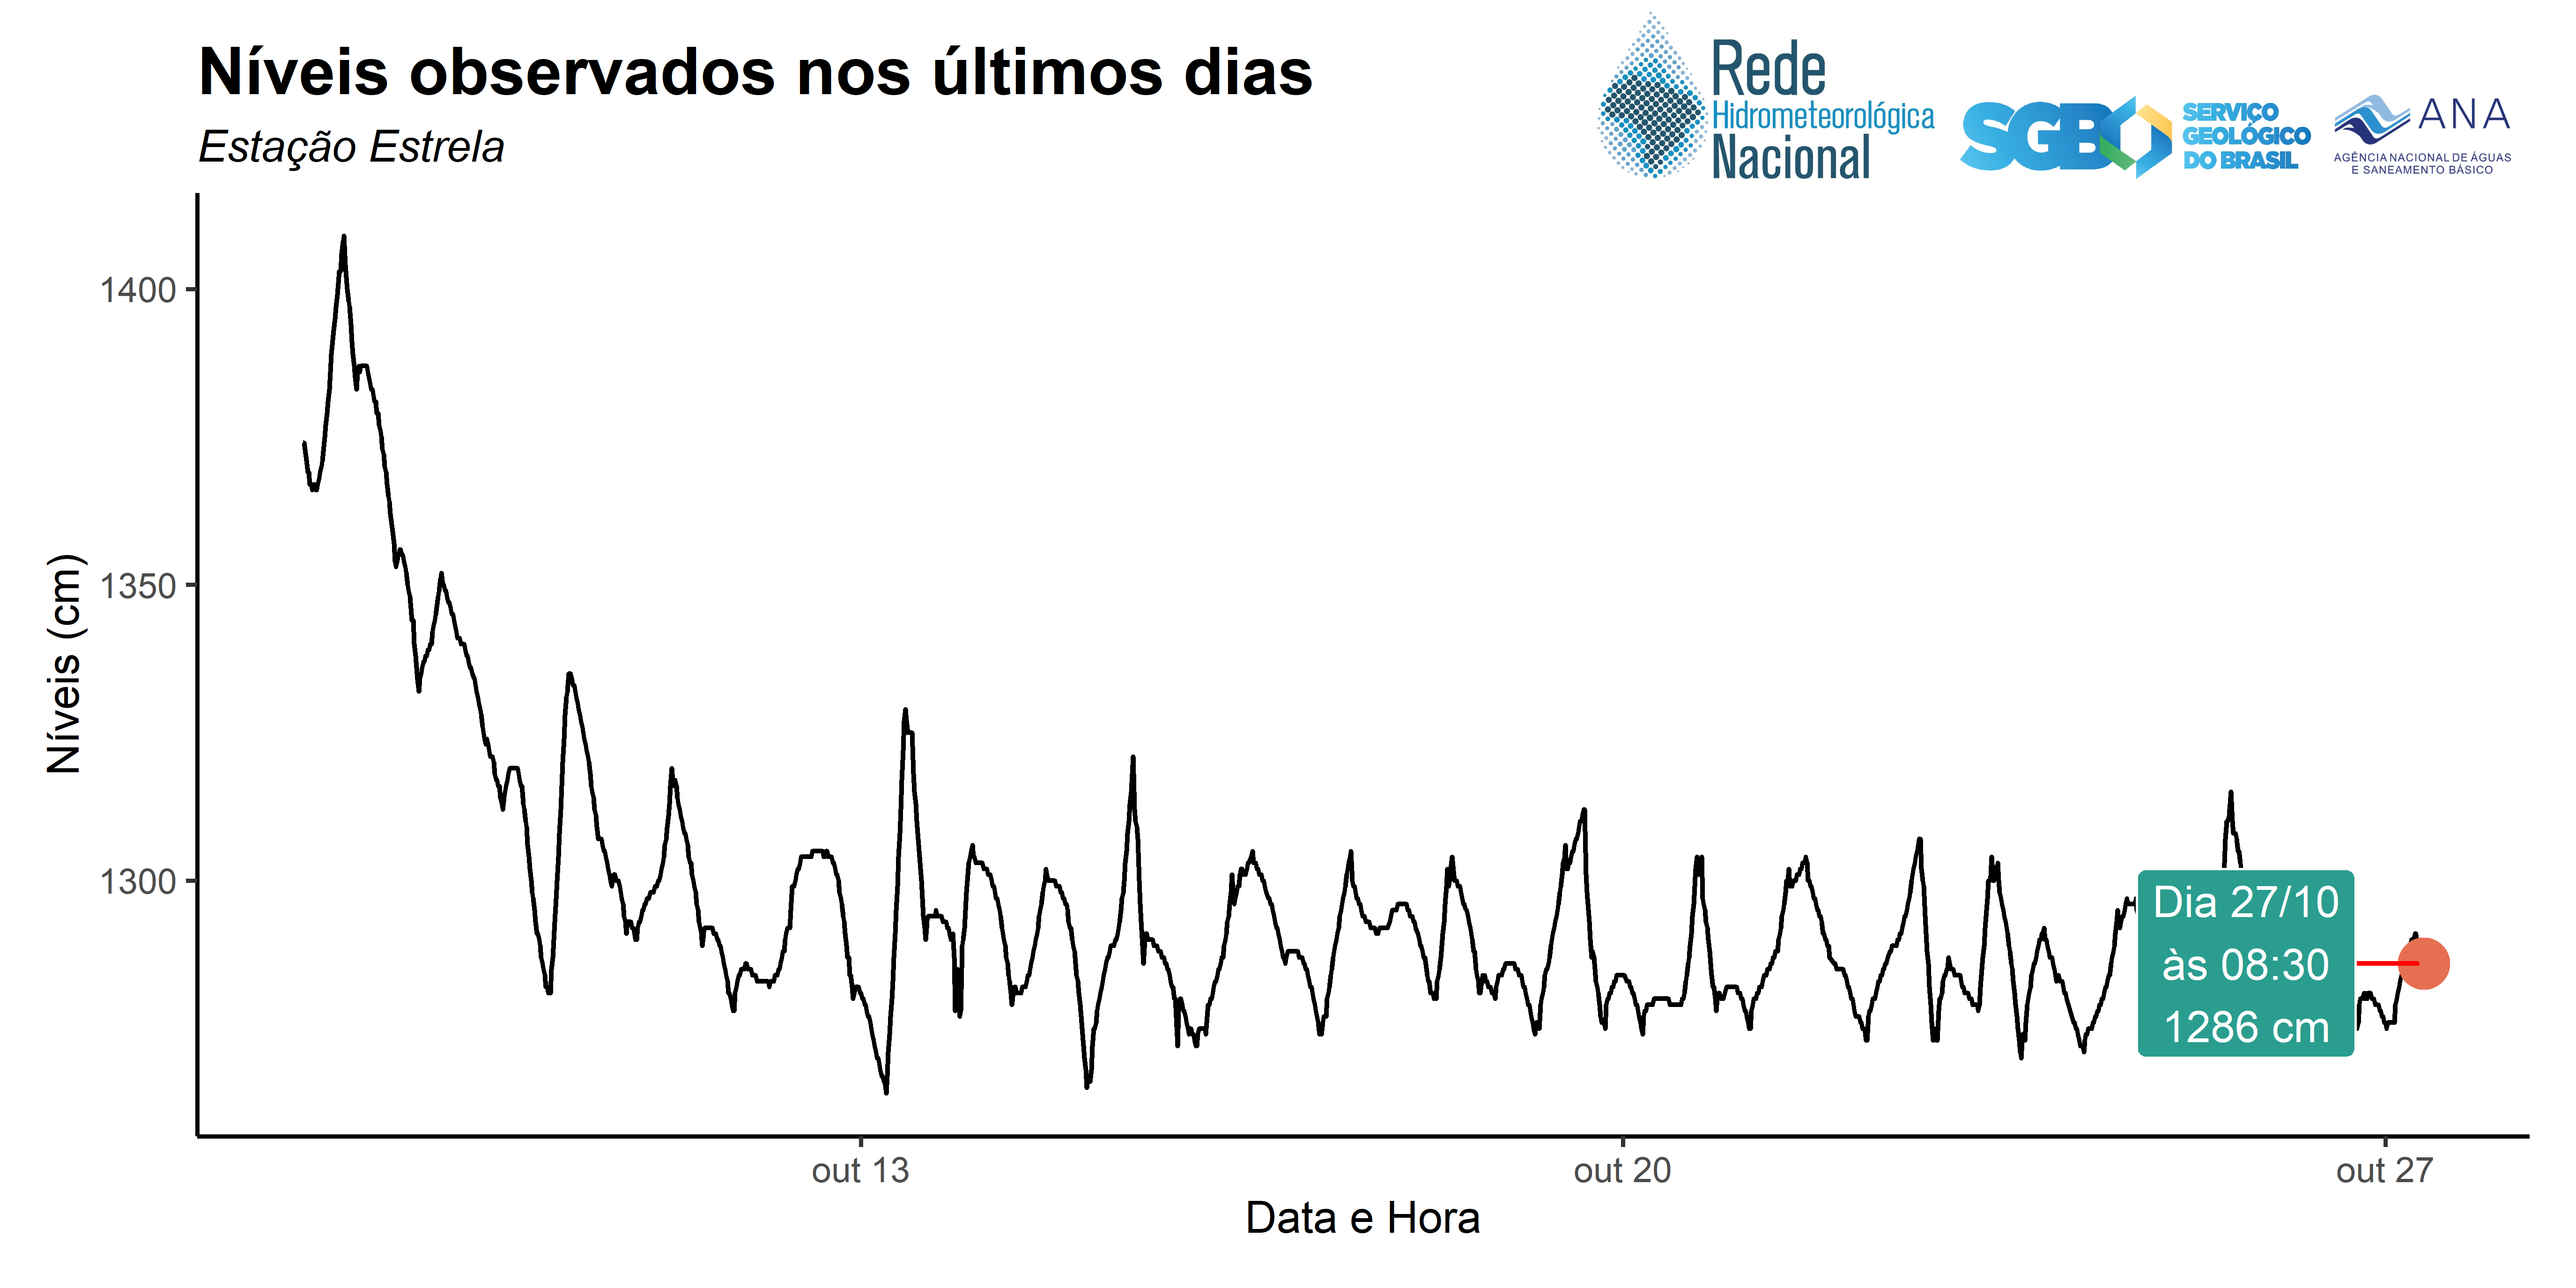 Níveis observados nos últimos dias
Estação Estrela
Rede
Hidrometeorológica
Nacional
SGB
SERVIÇO
GEOLÓGICO
DO BRASIL
ANA
AGÊNCIA NACIONAL DE ÁGUAS
E SANEAMENTO BÁSICO
Níveis (cm)
1400
1350
1300
Dia 27/10
às 08:30
1286 cm
out 13
out 20
out 27
Data e Hora